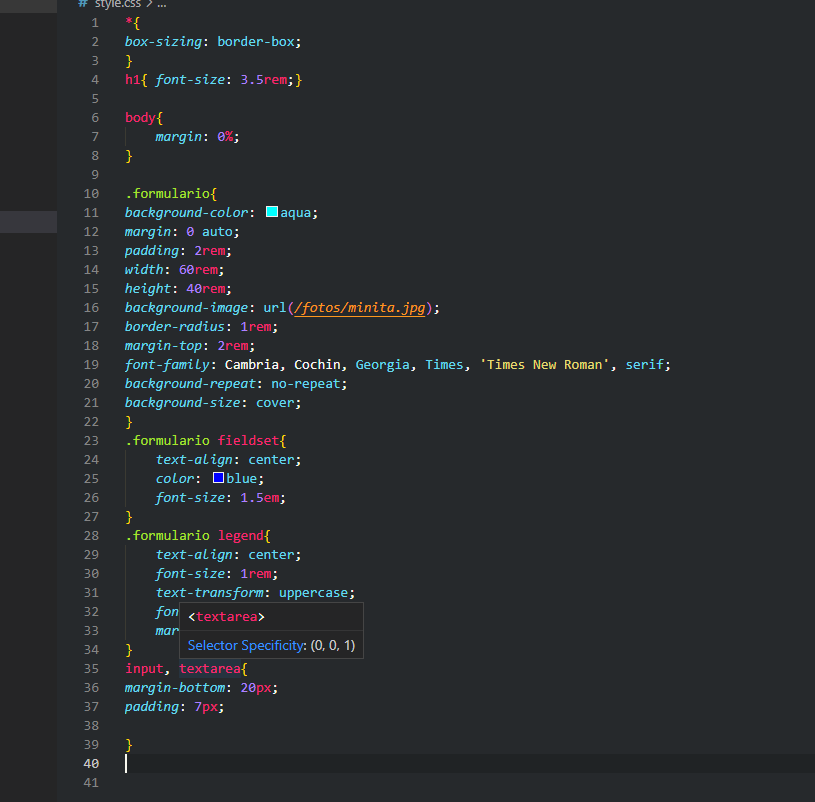 # style.css > ...
1 *{
2 box-sizing: border-box;
3 }
4 h1{ font-size: 3.5rem;}
5
6 body{
7 margin: 0%;
8 }
9
10 .formulario{
11 background-color: aqua;
12 margin: 0 auto;
13 padding: 2rem;
14 width: 60rem;
15 height: 40rem;
16 background-image: url(/fotos/minita.jpg);
17 border-radius: 1rem;
18 margin-top: 2rem;
19 font-family: Cambria, Cochin, Georgia, Times, 'Times New Roman', serif;
20 background-repeat: no-repeat;
21 background-size: cover;
22 }
23 .formulario fieldset{
24 text-align: center;
25 color: blue;
26 font-size: 1.5em;
27 }
28 .formulario legend{
29 text-align: center;
30 font-size: 1rem;
31 text-transform: uppercase;
32 fon
<textarea>
33 mar
Selector Specificity: (0, 0, 1)
34 }
35 input, textarea{
36 margin-bottom: 20px;
37 padding: 7px;
38
39 }
40
41